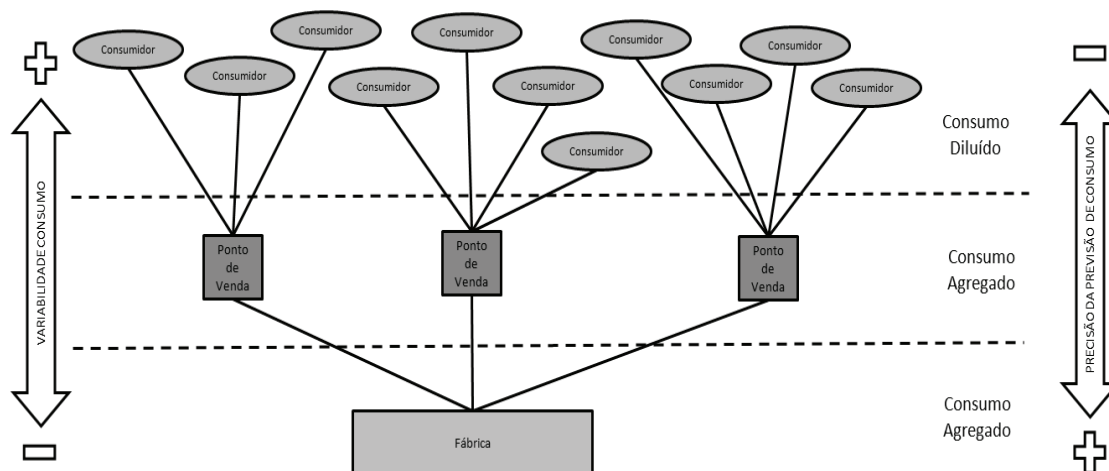 Consumidor
Consumidor
Consumidor
Consumidor
Consumidor
Consumidor
Consumidor
Consumidor
Consumidor
Consumidor
Consumidor
Consumo
Diluído
VARIABILIDADE CONSUMO
PRECISÃO DA PREVISÃO DE CONSUMO
Ponto
de
Venda
Ponto
de
Venda
Ponto
de
Venda
Consumo
Agregado
Fábrica
Consumo
Agregado